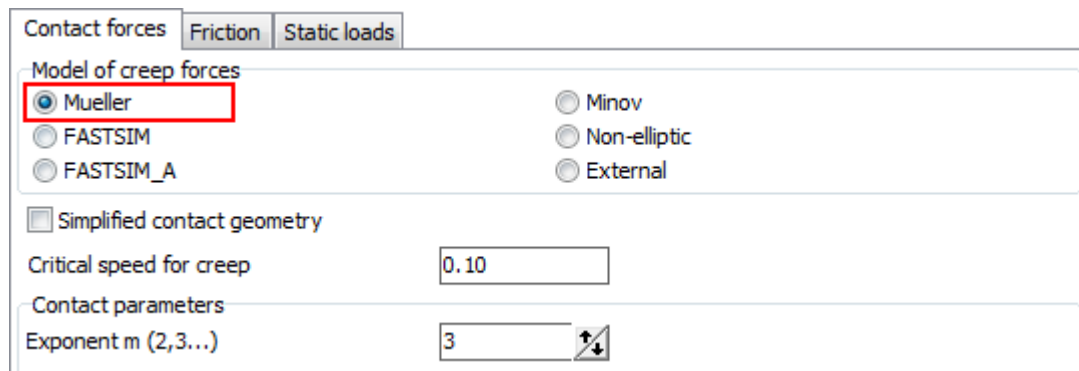 Contact forces Friction Static loads
Model of creep forces
Mueller Minov
FASTSIM Non-elliptic
FASTSIM_A External
Simplified contact geometry
Critical speed for creep 0.10
Contact parameters
Exponent m (2,3...) 3